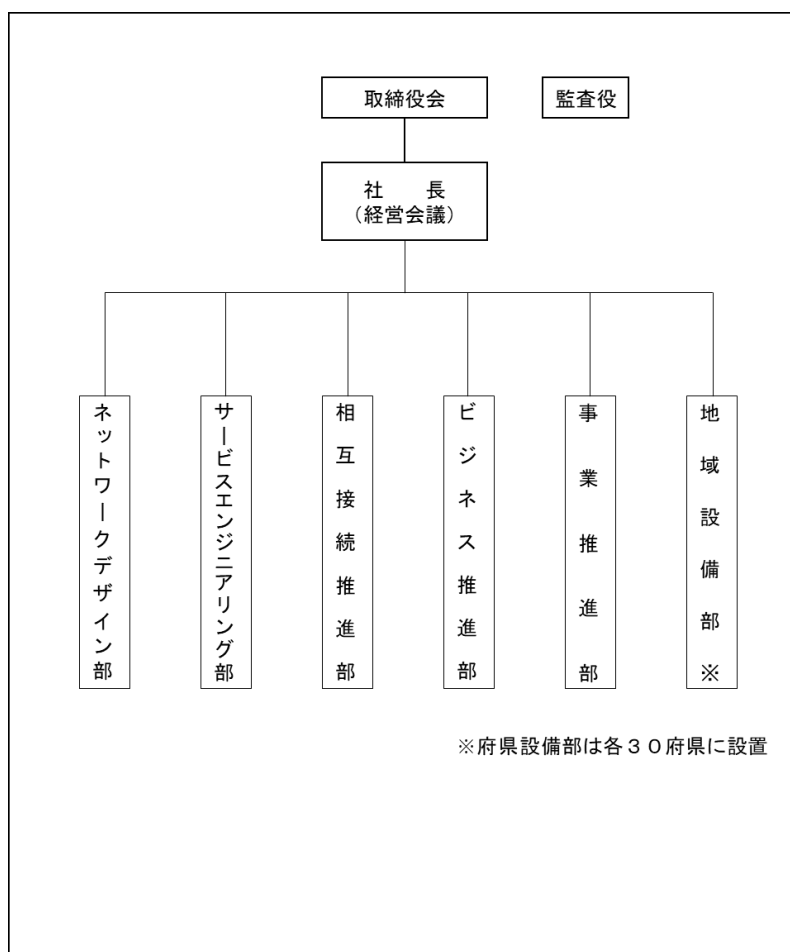 取締役会
監査役
社　　長
（経営会議）
ネットワークデザイン部
サービスエンジニアリング部
相互接続推進部
ビジネス推進部
事業推進部
地域設備部※
※府県設備部は各３０府県に設置